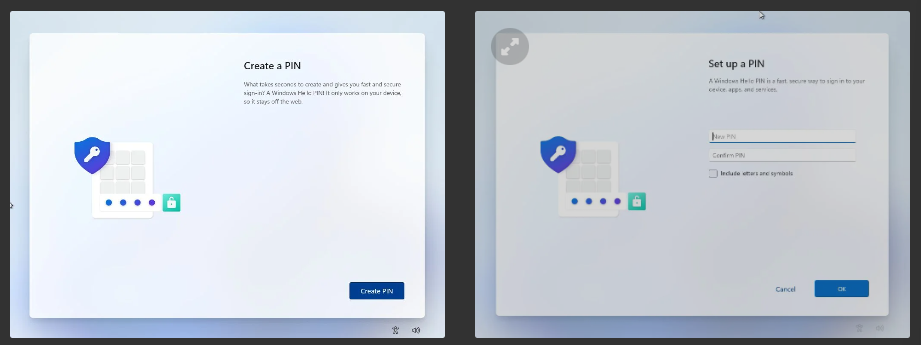 Create a PIN
What takes seconds to create and gives you fast and secure
sign-in? A Windows Hello PIN! It only works on your device,
so it stays off the web.
Create PIN
Set up a PIN
A Windows Hello PIN is a fast, secure way to sign in to your
device, apps, and services.
New PIN
Confirm PIN
Include letters and symbols
Cancel
OK